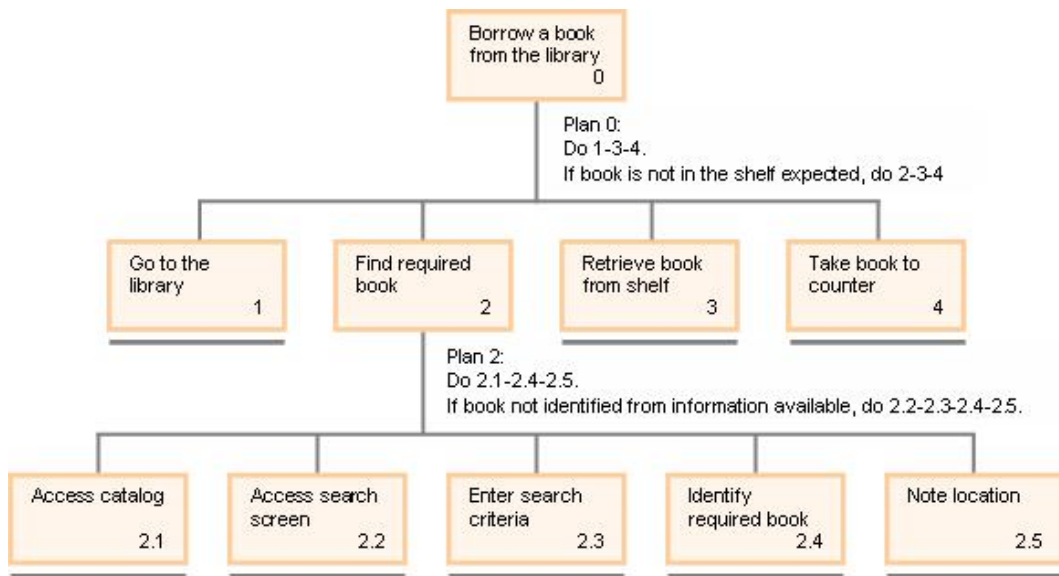 Borrow a book
from the library
0
Plan 0:
Do 1-3-4.
If book is not in the shelf expected, do 2-3-4
Go to the
library
1
Find required
book
2
Retrieve book
from shelf
3
Take book to
counter
4
Plan 2:
Do 2.1-2.4-2.5.
If book not identified from information available, do 2.2-2.3-2.4-2.5.
Access catalog
2.1
Access search
screen
2.2
Enter search
criteria
2.3
Identify
required book
2.4
Note location
2.5